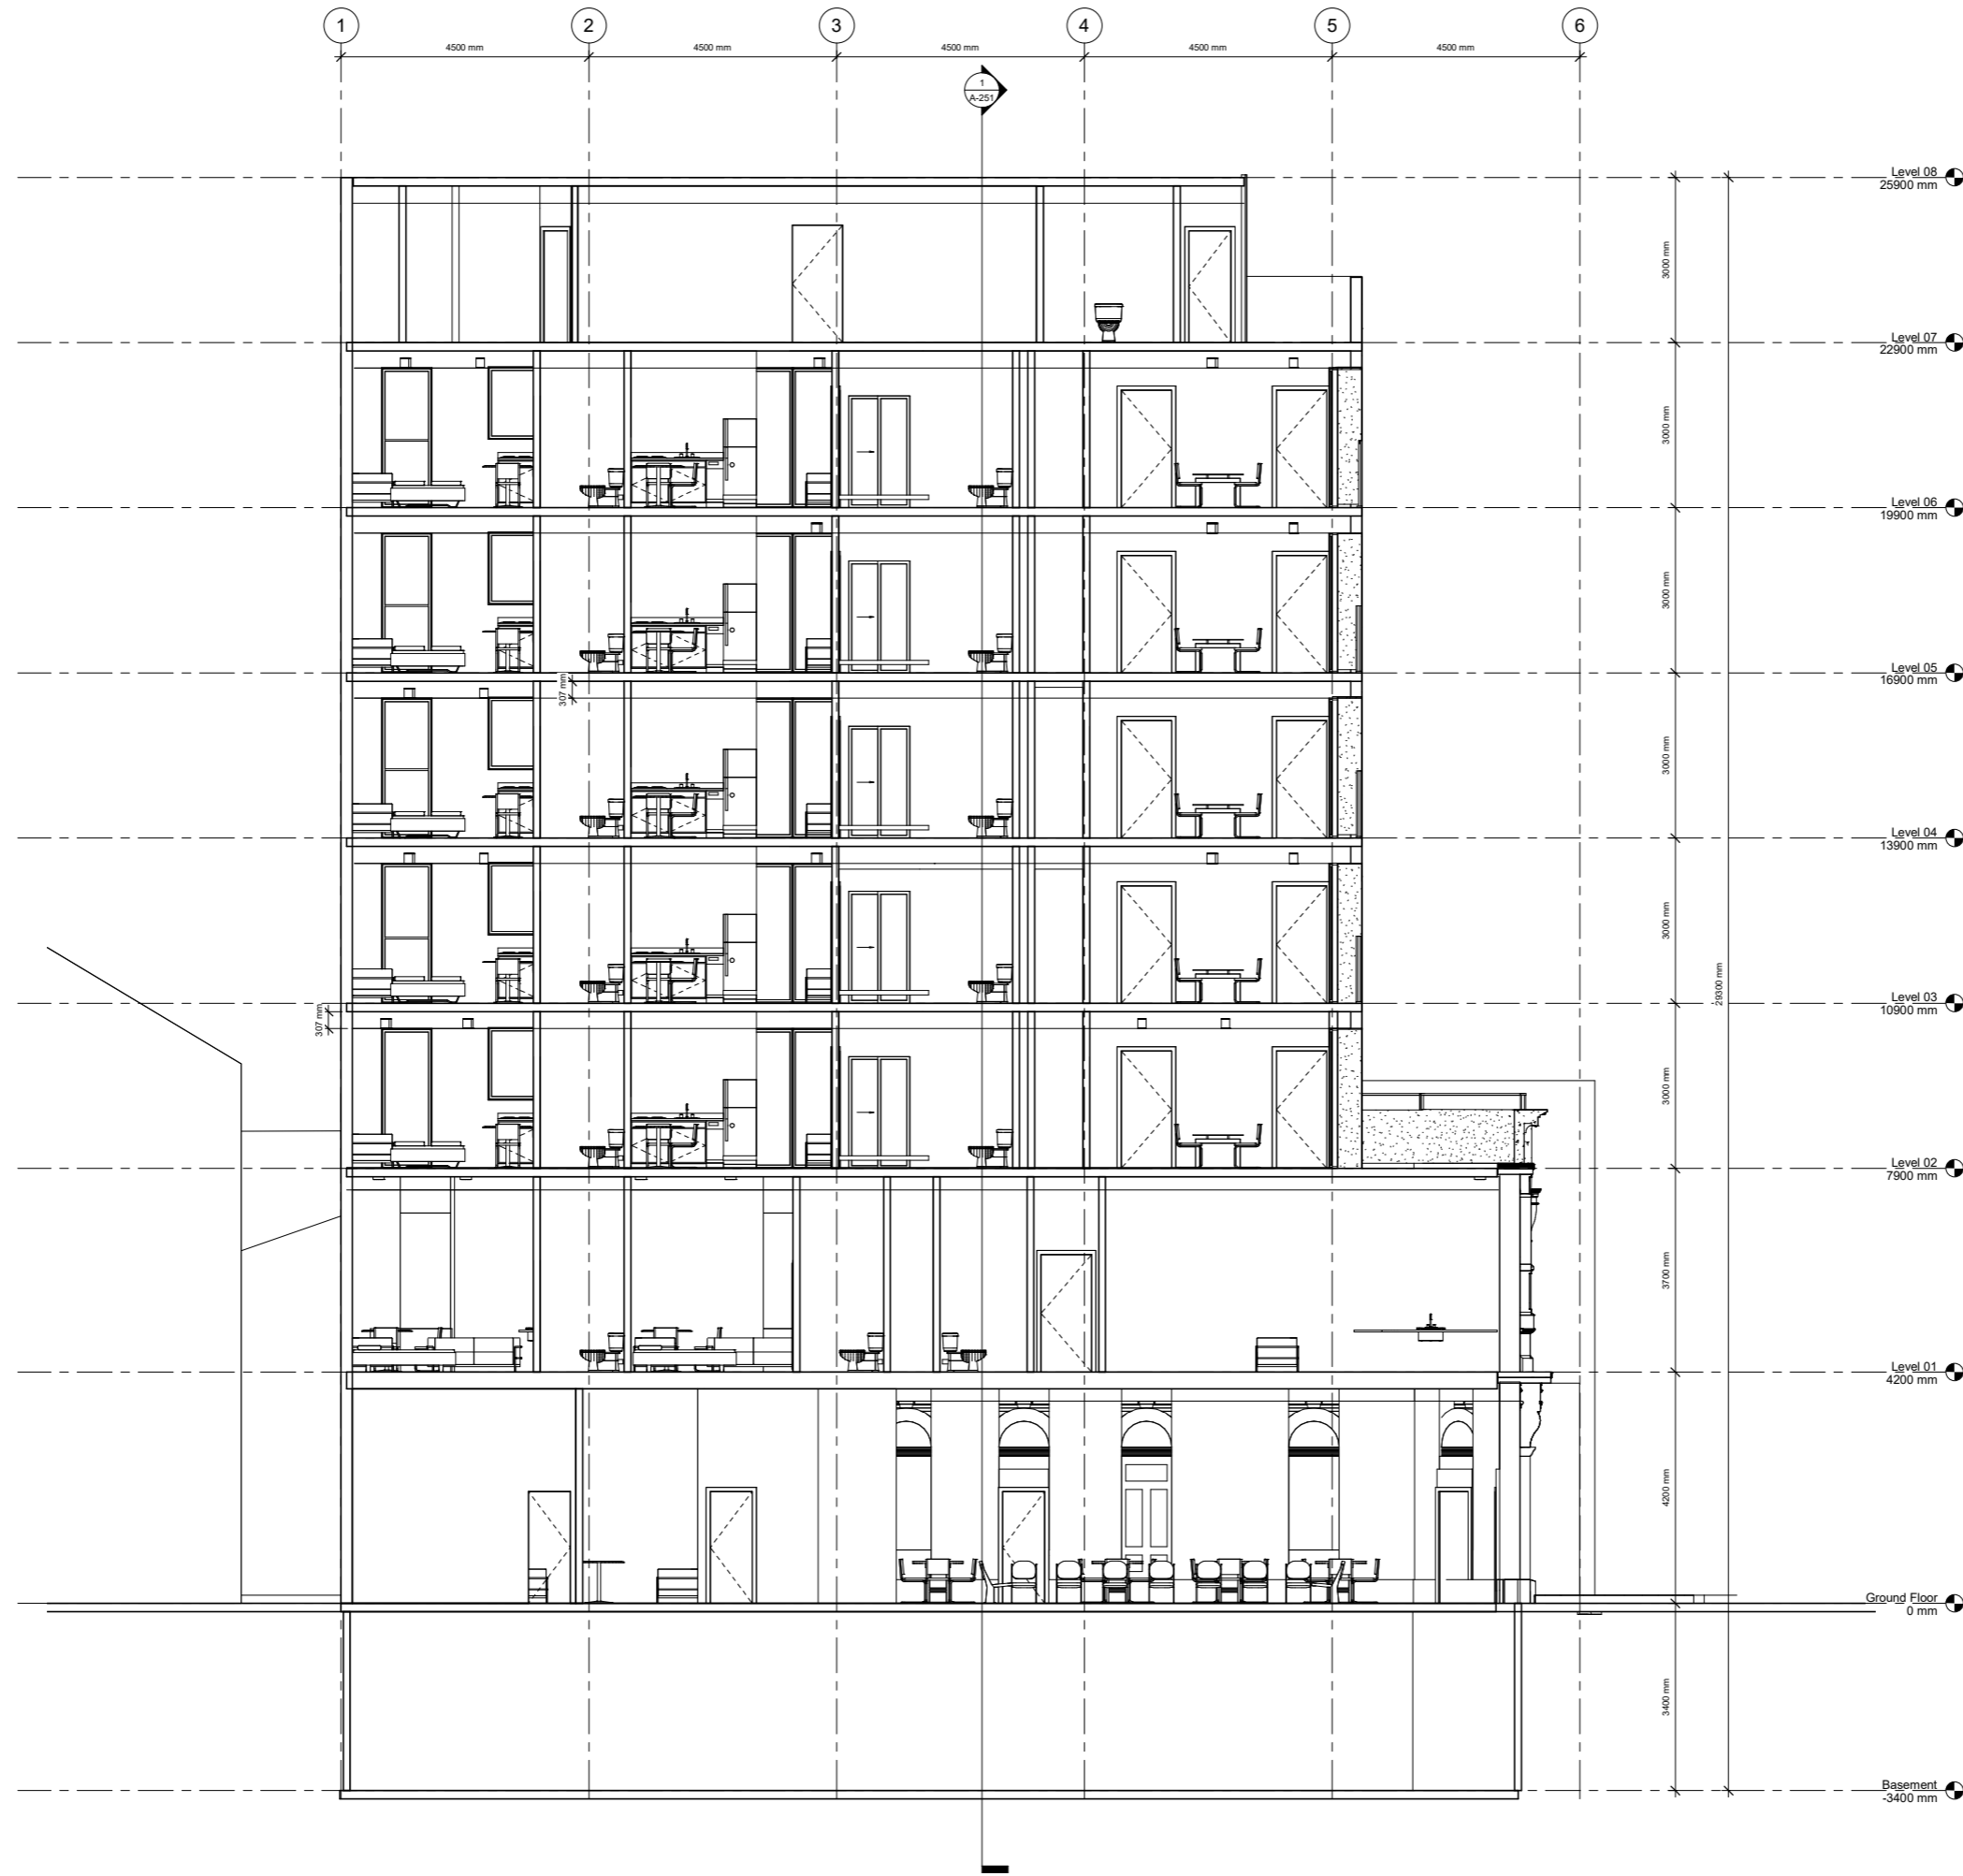 1
2
3
4
5
6
4500 mm
4500 mm
4500 mm
4500 mm
4500 mm
1
A-251
Level 08
25900 mm
3000 mm
Level 07
22900 mm
3000 mm
Level 06
19900 mm
3000 mm
Level 05
16900 mm
307 mm
3000 mm
Level 04
13900 mm
3000 mm
29300 mm
Level 03
10900 mm
307 mm
3000 mm
Level 02
7900 mm
3700 mm
Level 01
4200 mm
4200 mm
Ground Floor
0 mm
3400 mm
Basement
-3400 mm